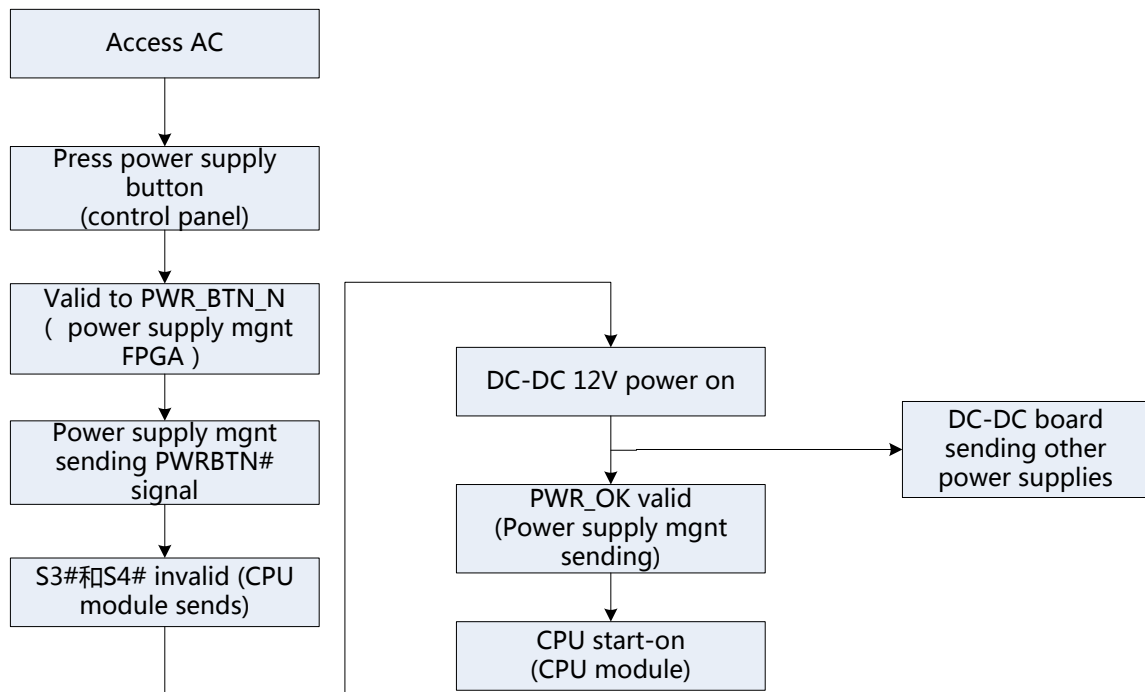 Access AC
Press power supply
button
(control panel)
Valid to PWR_BTN_N
( power supply mgnt
FPGA )
Power supply mgnt
sending PWRBTN#
signal
S3#和S4# invalid (CPU
module sends)
DC-DC 12V power on
DC-DC board
sending other
power supplies
PWR_OK valid
(Power supply mgnt
sending)
CPU start-on
(CPU module)